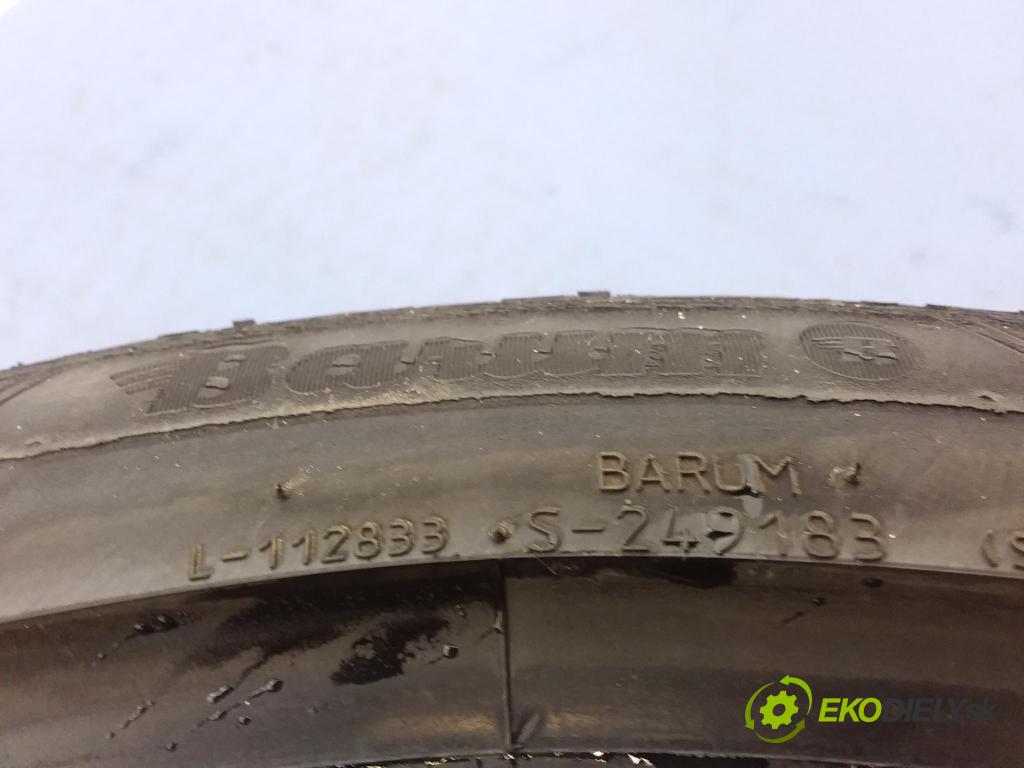 Barum
BARUM
L-112833 S-249183 (S
EKODIELY.sk